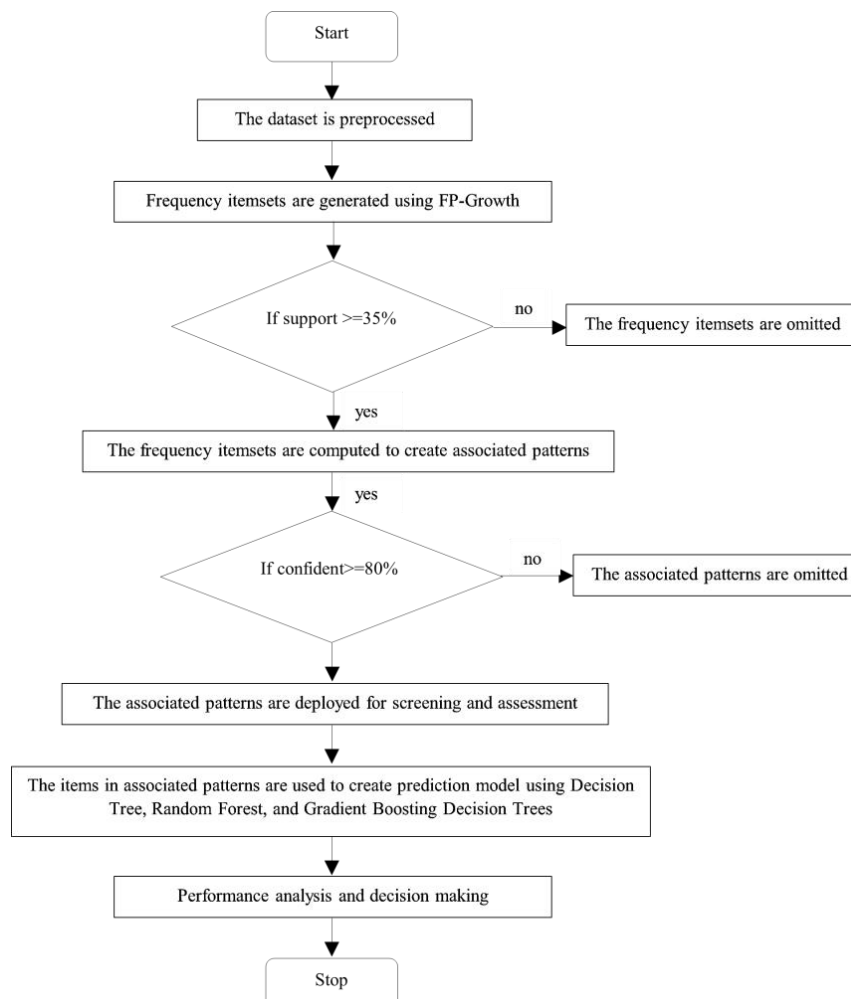 Start
The dataset is preprocessed
Frequency itemsets are generated using FP-Growth
If support >=35%
no
The frequency itemsets are omitted
yes
The frequency itemsets are computed to create associated patterns
yes
If confident>=80%
no
The associated patterns are omitted
The associated patterns are deployed for screening and assessment
The items in associated patterns are used to create prediction model using Decision
Tree, Random Forest, and Gradient Boosting Decision Trees
Performance analysis and decision making
Stop